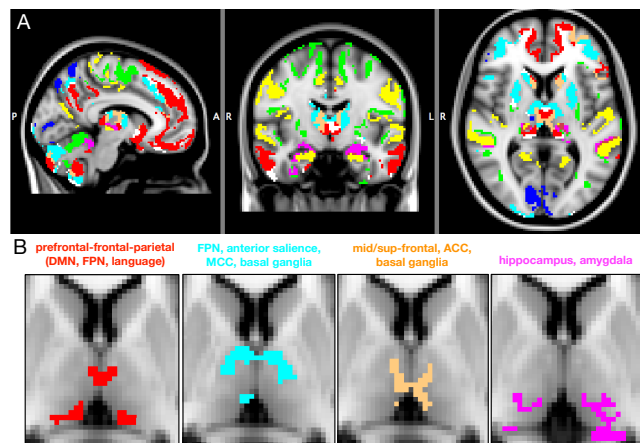 A
P
A R
L R
B
prefrontal-frontal-parietal
(DMN, FPN, language)
FPN, anterior salience,
MCC, basal ganglia
mid/sup-frontal, ACC,
basal ganglia
hippocampus, amygdala